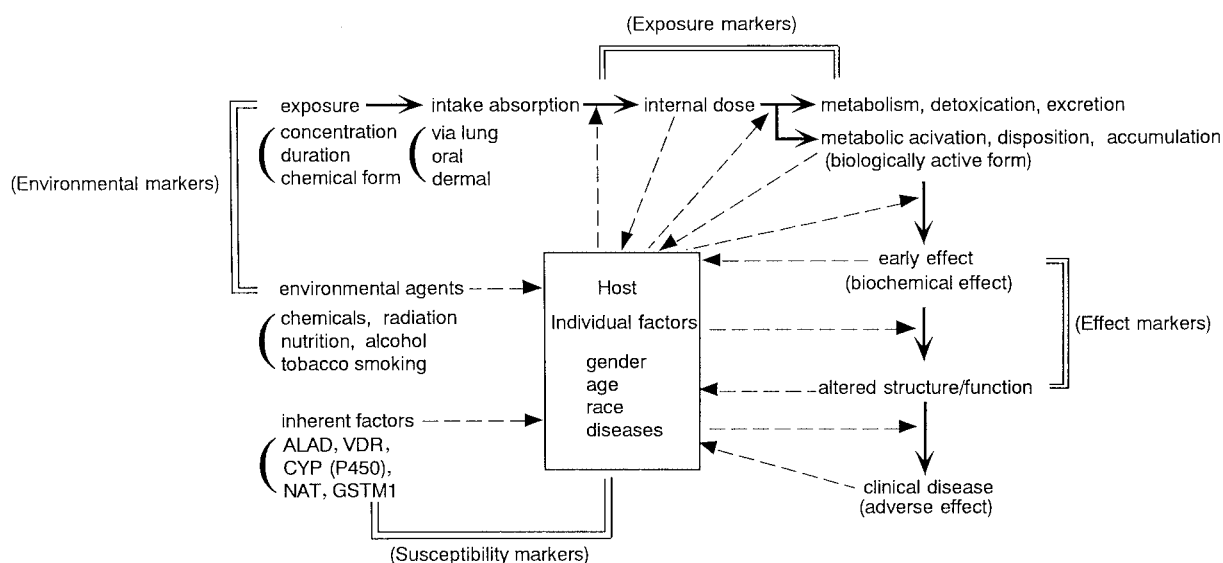 (Exposure markers)
exposure
intake absorption
internal dose
metabolism, detoxication, excretion
concentration
duration
chemical form
via lung
oral
dermal
metabolic acivation, disposition, accumulation
(biologically active form)
(Environmental markers)
early effect
(biochemical effect)
environmental agents
chemicals, radiation
nutrition, alcohol
tobacco smoking
Host
Individual factors
gender
age
race
diseases
(Effect markers)
altered structure/function
inherent factors
ALAD, VDR,
CYP (P450),
NAT, GSTM1
clinical disease
(adverse effect)
(Susceptibility markers)